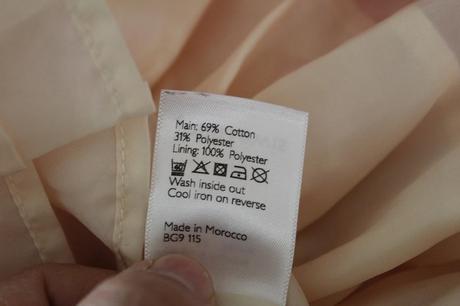 Main: 69% Cotton
31% Polyester
Lining: 100% Polyester
40
Wash inside out
Cool iron on reverse
Made in Morocco
BG9 115